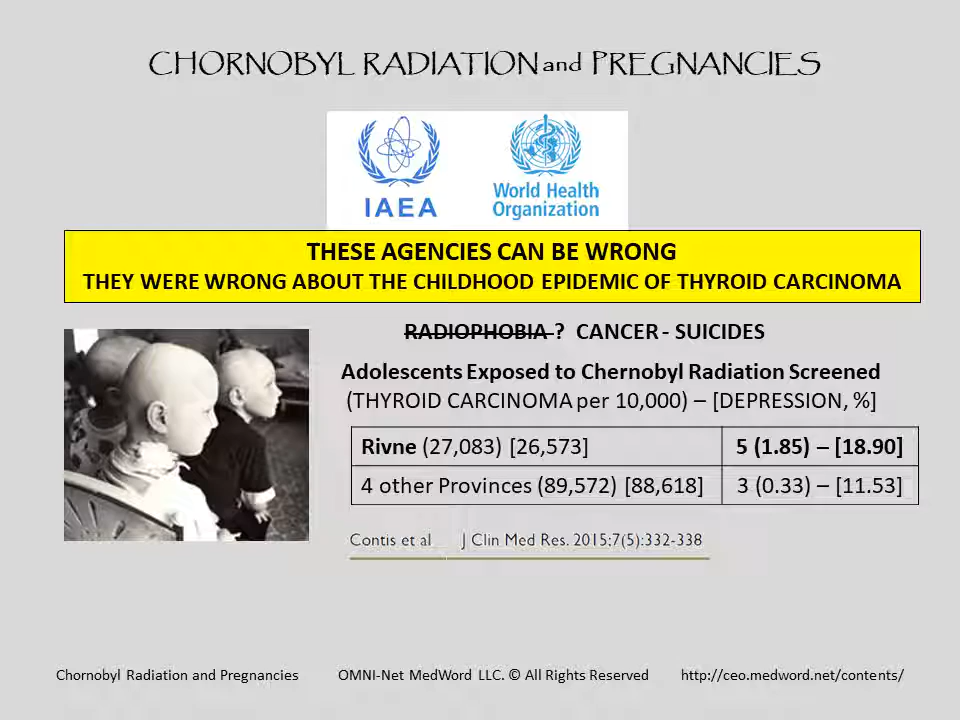 CHORNOBYL RADIATION and PREGNANCIES
IAEA
World Health
Organization
THESE AGENCIES CAN BE WRONG
THEY WERE WRONG ABOUT THE CHILDHOOD EPIDEMIC OF THYROID CARCINOMA
RADIOPHOBIA ? CANCER - SUICIDES
Adolescents Exposed to Chernobyl Radiation Screened
(THYROID CARCINOMA per 10,000) – [DEPRESSION, %]
Rivne (27,083) [26,573] 5 (1.85) – [18.90]
4 other Provinces (89,572) [88,618] 3 (0.33) – [11.53]
Contis et al J Clin Med Res. 2015;7(5):332-338
Chornobyl Radiation and Pregnancies OMNI-Net MedWord LLC. © All Rights Reserved http://ceo.medword.net/contents/